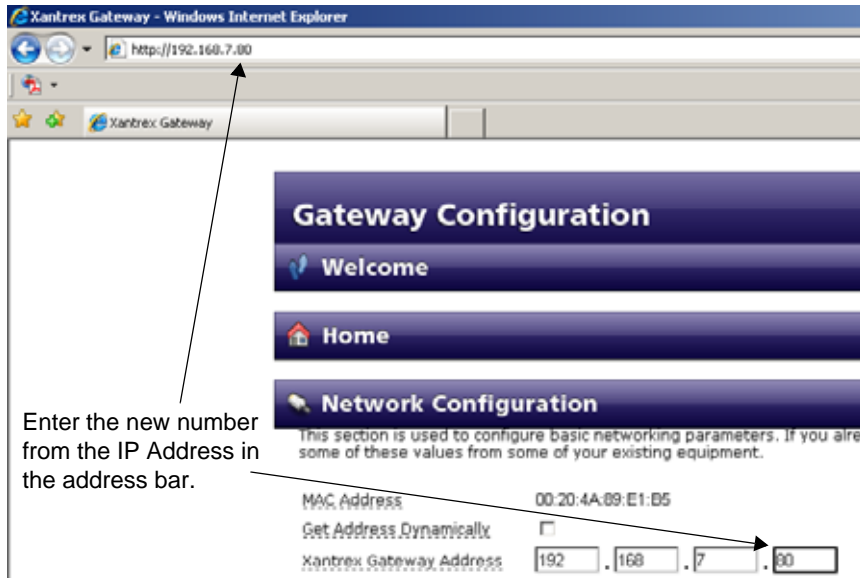 Xantrex Gateway - Windows Internet Explorer
http://192.168.7.80
Xantrex Gateway
Gateway Configuration
Welcome
Home
Network Configuration
This section is used to configure basic networking parameters. If you alre
some of these values from some of your existing equipment.
Enter the new number
from the IP Address in
the address bar.
MAC Address 00:20:4A:89:E1:B5
Get Address Dynamically
Xantrex Gateway Address 192 . 168 . 7 . 80